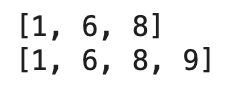 [1, 6, 8]
[1, 6, 8, 9]